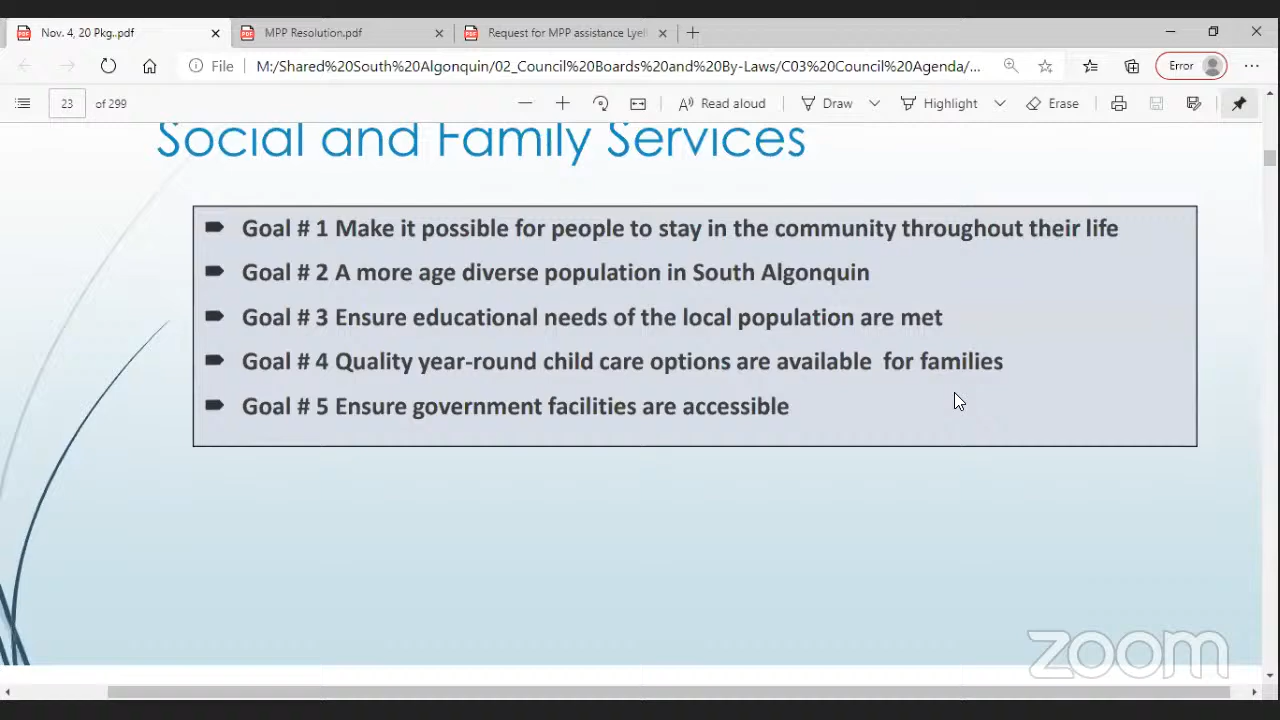 Nov. 4, 20 Pkg..pdf
MPP Resolution.pdf
Request for MPP assistance Lyell
File
M:/Shared%20South%20Algonquin/02_Council%20Boards%20and%20By-Laws/C03%20Council%20Agenda/...
Error
23 of 299
Read aloud
Draw
Highlight
Erase
Social and Family Services
Goal # 1 Make it possible for people to stay in the community throughout their life
Goal # 2 A more age diverse population in South Algonquin
Goal # 3 Ensure educational needs of the local population are met
Goal # 4 Quality year-round child care options are available for families
Goal # 5 Ensure government facilities are accessible
zoom